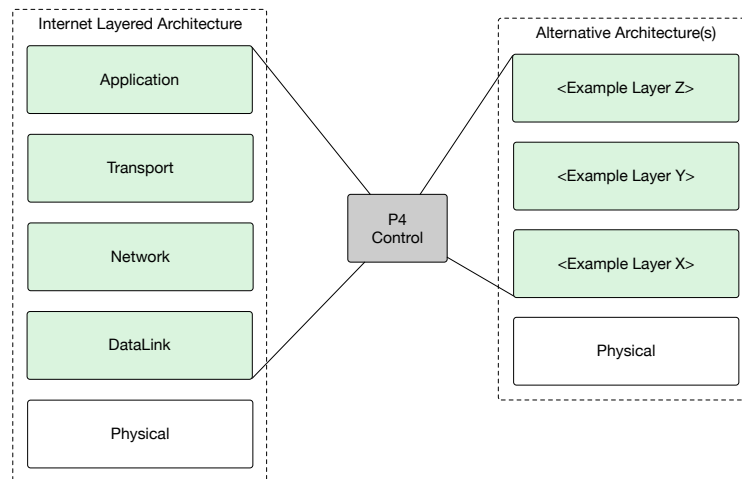 Internet Layered Architecture
Application
Transport
Network
DataLink
Physical
P4
Control
Alternative Architecture(s)
<Example Layer Z>
<Example Layer Y>
<Example Layer X>
Physical